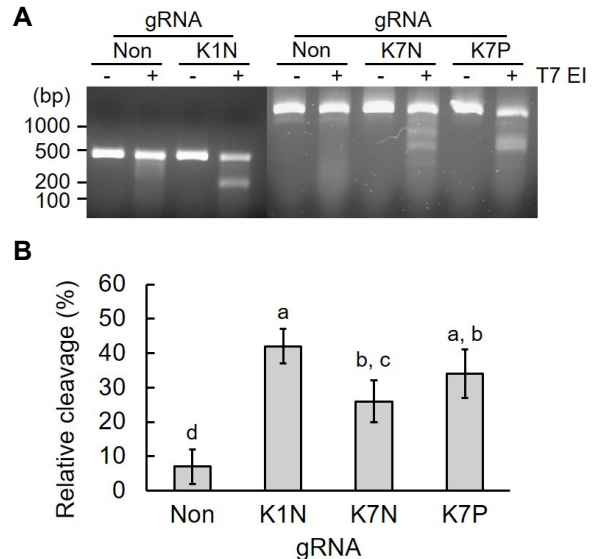 A
gRNA gRNA
Non K1N Non K7N K7P
- + - + - + - + - + T7 EI
(bp)
1000
500
200
100
B
Relative cleavage (%)
60
50
40
30
20
10
0
d
a
b, c
a, b
Non K1N K7N K7P
gRNA